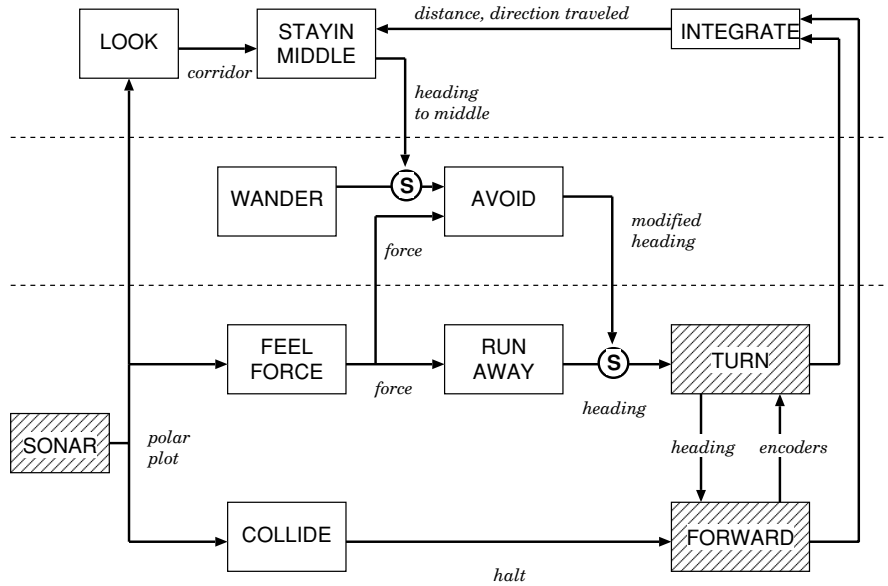 distance, direction traveled
LOOK
STAYIN
MIDDLE
INTEGRATE
corridor
heading
to middle
WANDER
S
AVOID
modified
heading
force
FEEL
FORCE
RUN
AWAY
S
TURN
force
heading
SONAR
polar
plot
heading
encoders
COLLIDE
FORWARD
halt